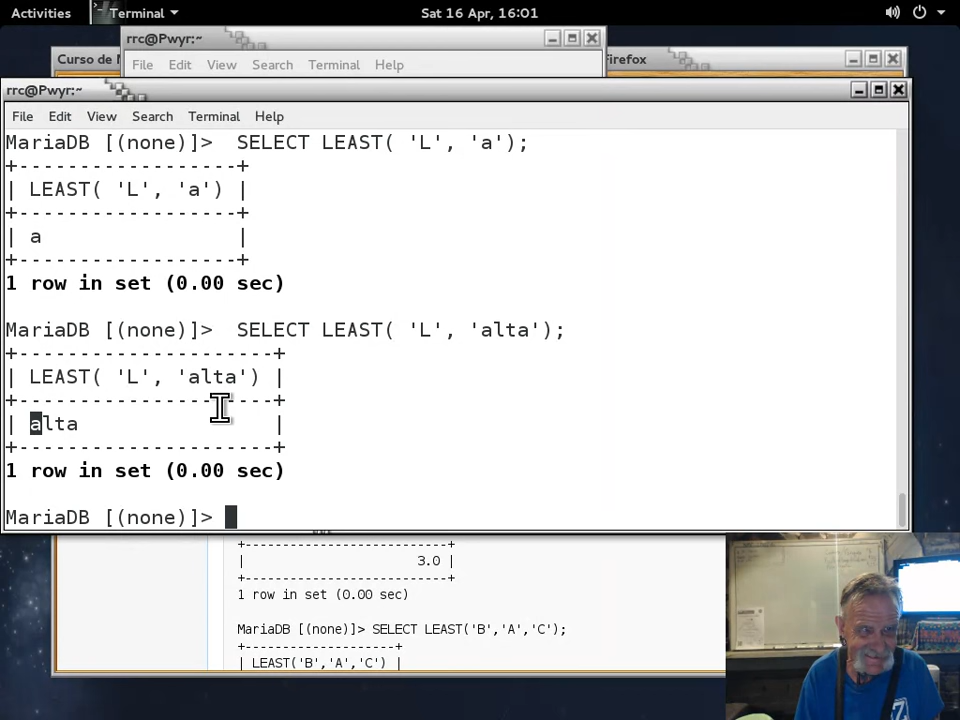 Activities Terminal Sat 16 Apr, 16:01
rrc@Pwyr:~
File Edit View Search Terminal Help
Curso de
Firefox
rrc@Pwyr:~
File Edit View Search Terminal Help
MariaDB [(none)]>  SELECT LEAST( 'L', 'a');
+------------------+
| LEAST( 'L', 'a') |
+------------------+
| a                |
+------------------+
1 row in set (0.00 sec)
MariaDB [(none)]>  SELECT LEAST( 'L', 'alta');
+---------------------+
| LEAST( 'L', 'alta') |
+---------------------+
| alta                |
+---------------------+
1 row in set (0.00 sec)
MariaDB [(none)]>
+--------------------------+
|                      3.0 |
+--------------------------+
1 row in set (0.00 sec)
MariaDB [(none)]> SELECT LEAST('B','A','C');
+--------------------+
| LEAST('B','A','C') |